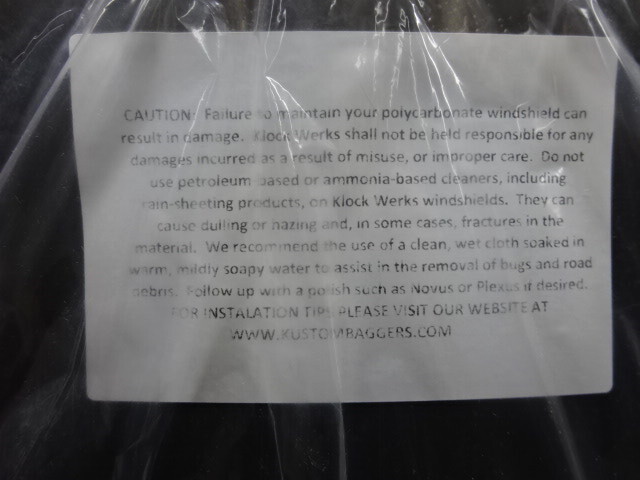 CAUTION: Failure to maintain your polycarbonate windshield can
result in damage. Klock Werks shall not be held responsible for any
damages incurred as a result of misuse, or improper care. Do not
use petroleum based or ammonia-based cleaners, including
rain-sheeting products, on Klock Werks windshields. They can
cause dulling or hazing and, in some cases, fractures in the
material. We recommend the use of a clean, wet cloth soaked in
warm, mildly soapy water to assist in the removal of bugs and road
debris. Follow up with a polish such as Novus or Plexus if desired.
FOR INSTALATION TIPS PLEASE VISIT OUR WEBSITE AT
WWW.KUSTOMBAGGERS.COM